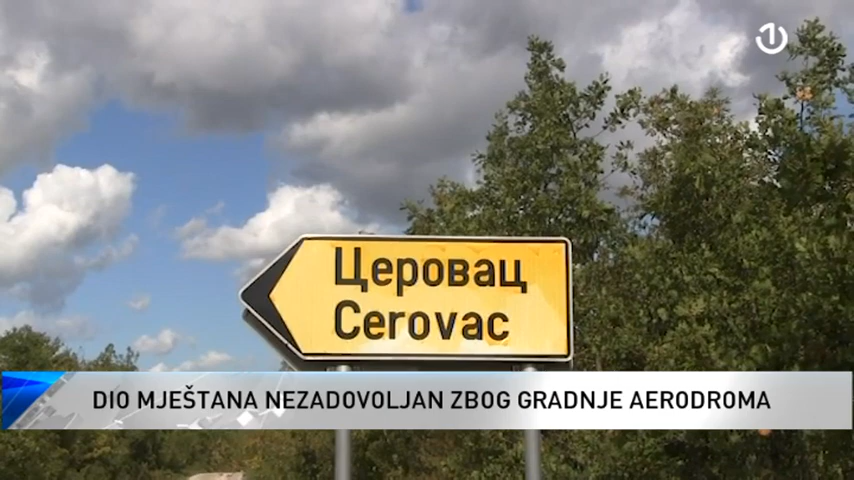 Церовац
Cerovac
DIO MJEŠTANA NEZADOVOLJAN ZBOG GRADNJE AERODROMA